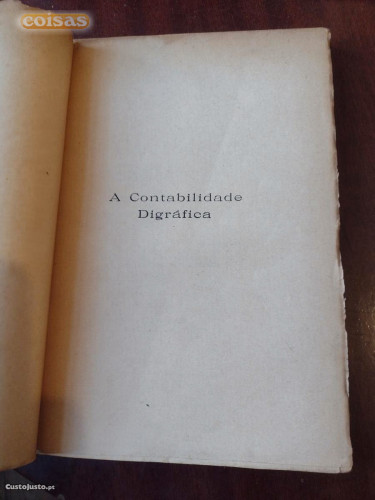 coisas
A Contabilidade
Digráfica
CustoJusto.pt